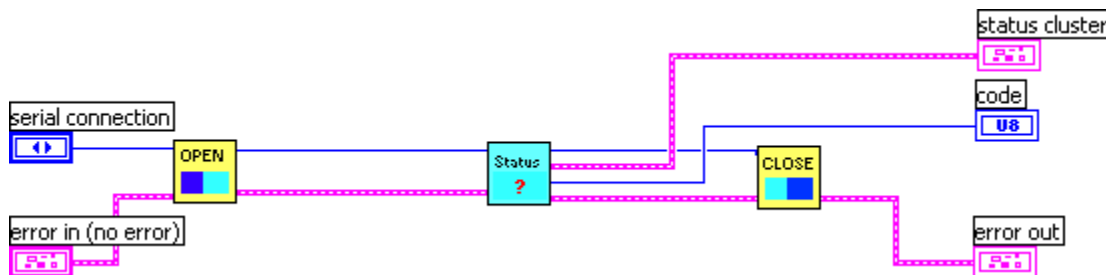 status cluster
code
U8
serial connection
OPEN
Status
?
CLOSE
error in (no error)
error out